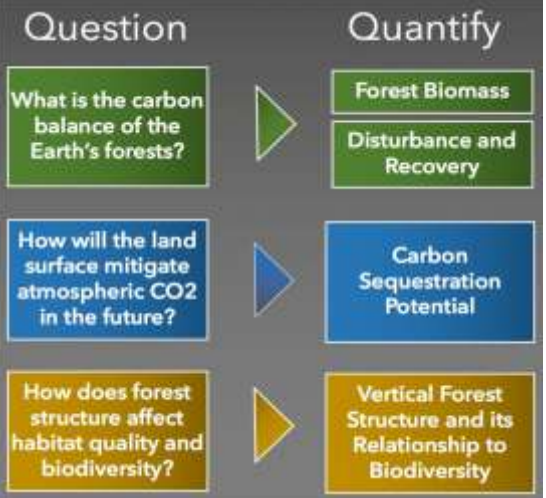 Question
Quantify
What is the carbon
balance of the
Earth's forests?
Forest Biomass
Disturbance and
Recovery
How will the land
surface mitigate
atmospheric CO2
in the future?
Carbon
Sequestration
Potential
How does forest
structure affect
habitat quality and
biodiversity?
Vertical Forest
Structure and its
Relationship to
Biodiversity